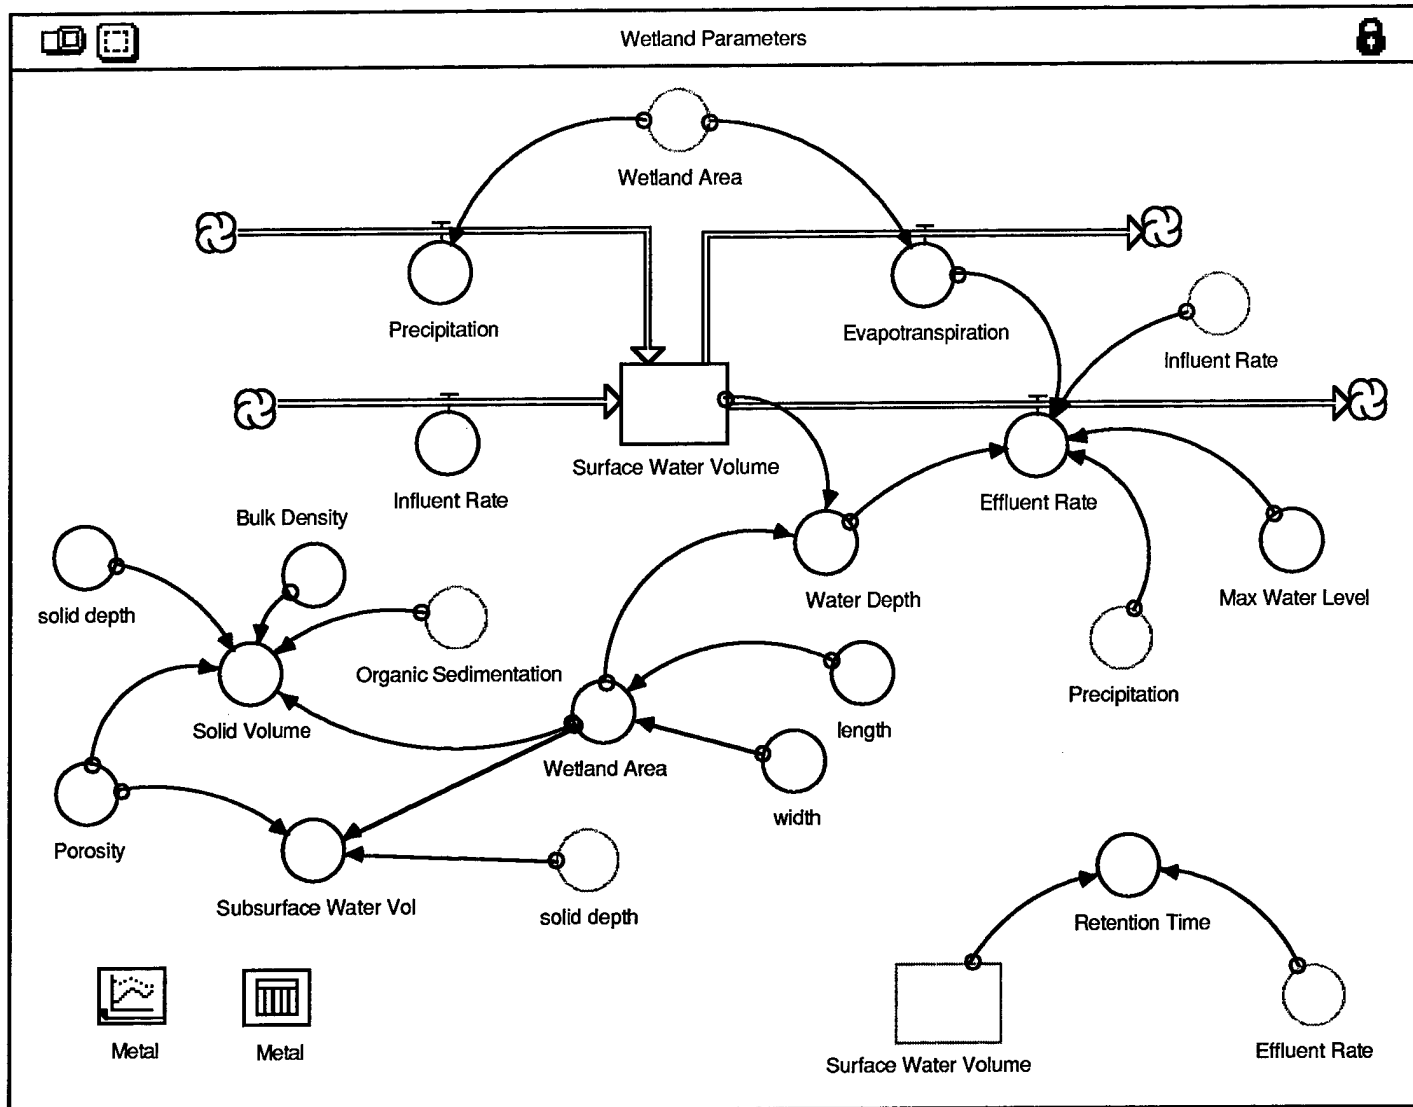 Wetland Parameters
Wetland Area
Precipitation
Evapotranspiration
Influent Rate
Surface Water Volume
Influent Rate
Effluent Rate
Bulk Density
solid depth
Water Depth
Max Water Level
Organic Sedimentation
Precipitation
Solid Volume
length
Wetland Area
width
Porosity
Subsurface Water Vol
solid depth
Retention Time
Metal
Metal
Surface Water Volume
Effluent Rate